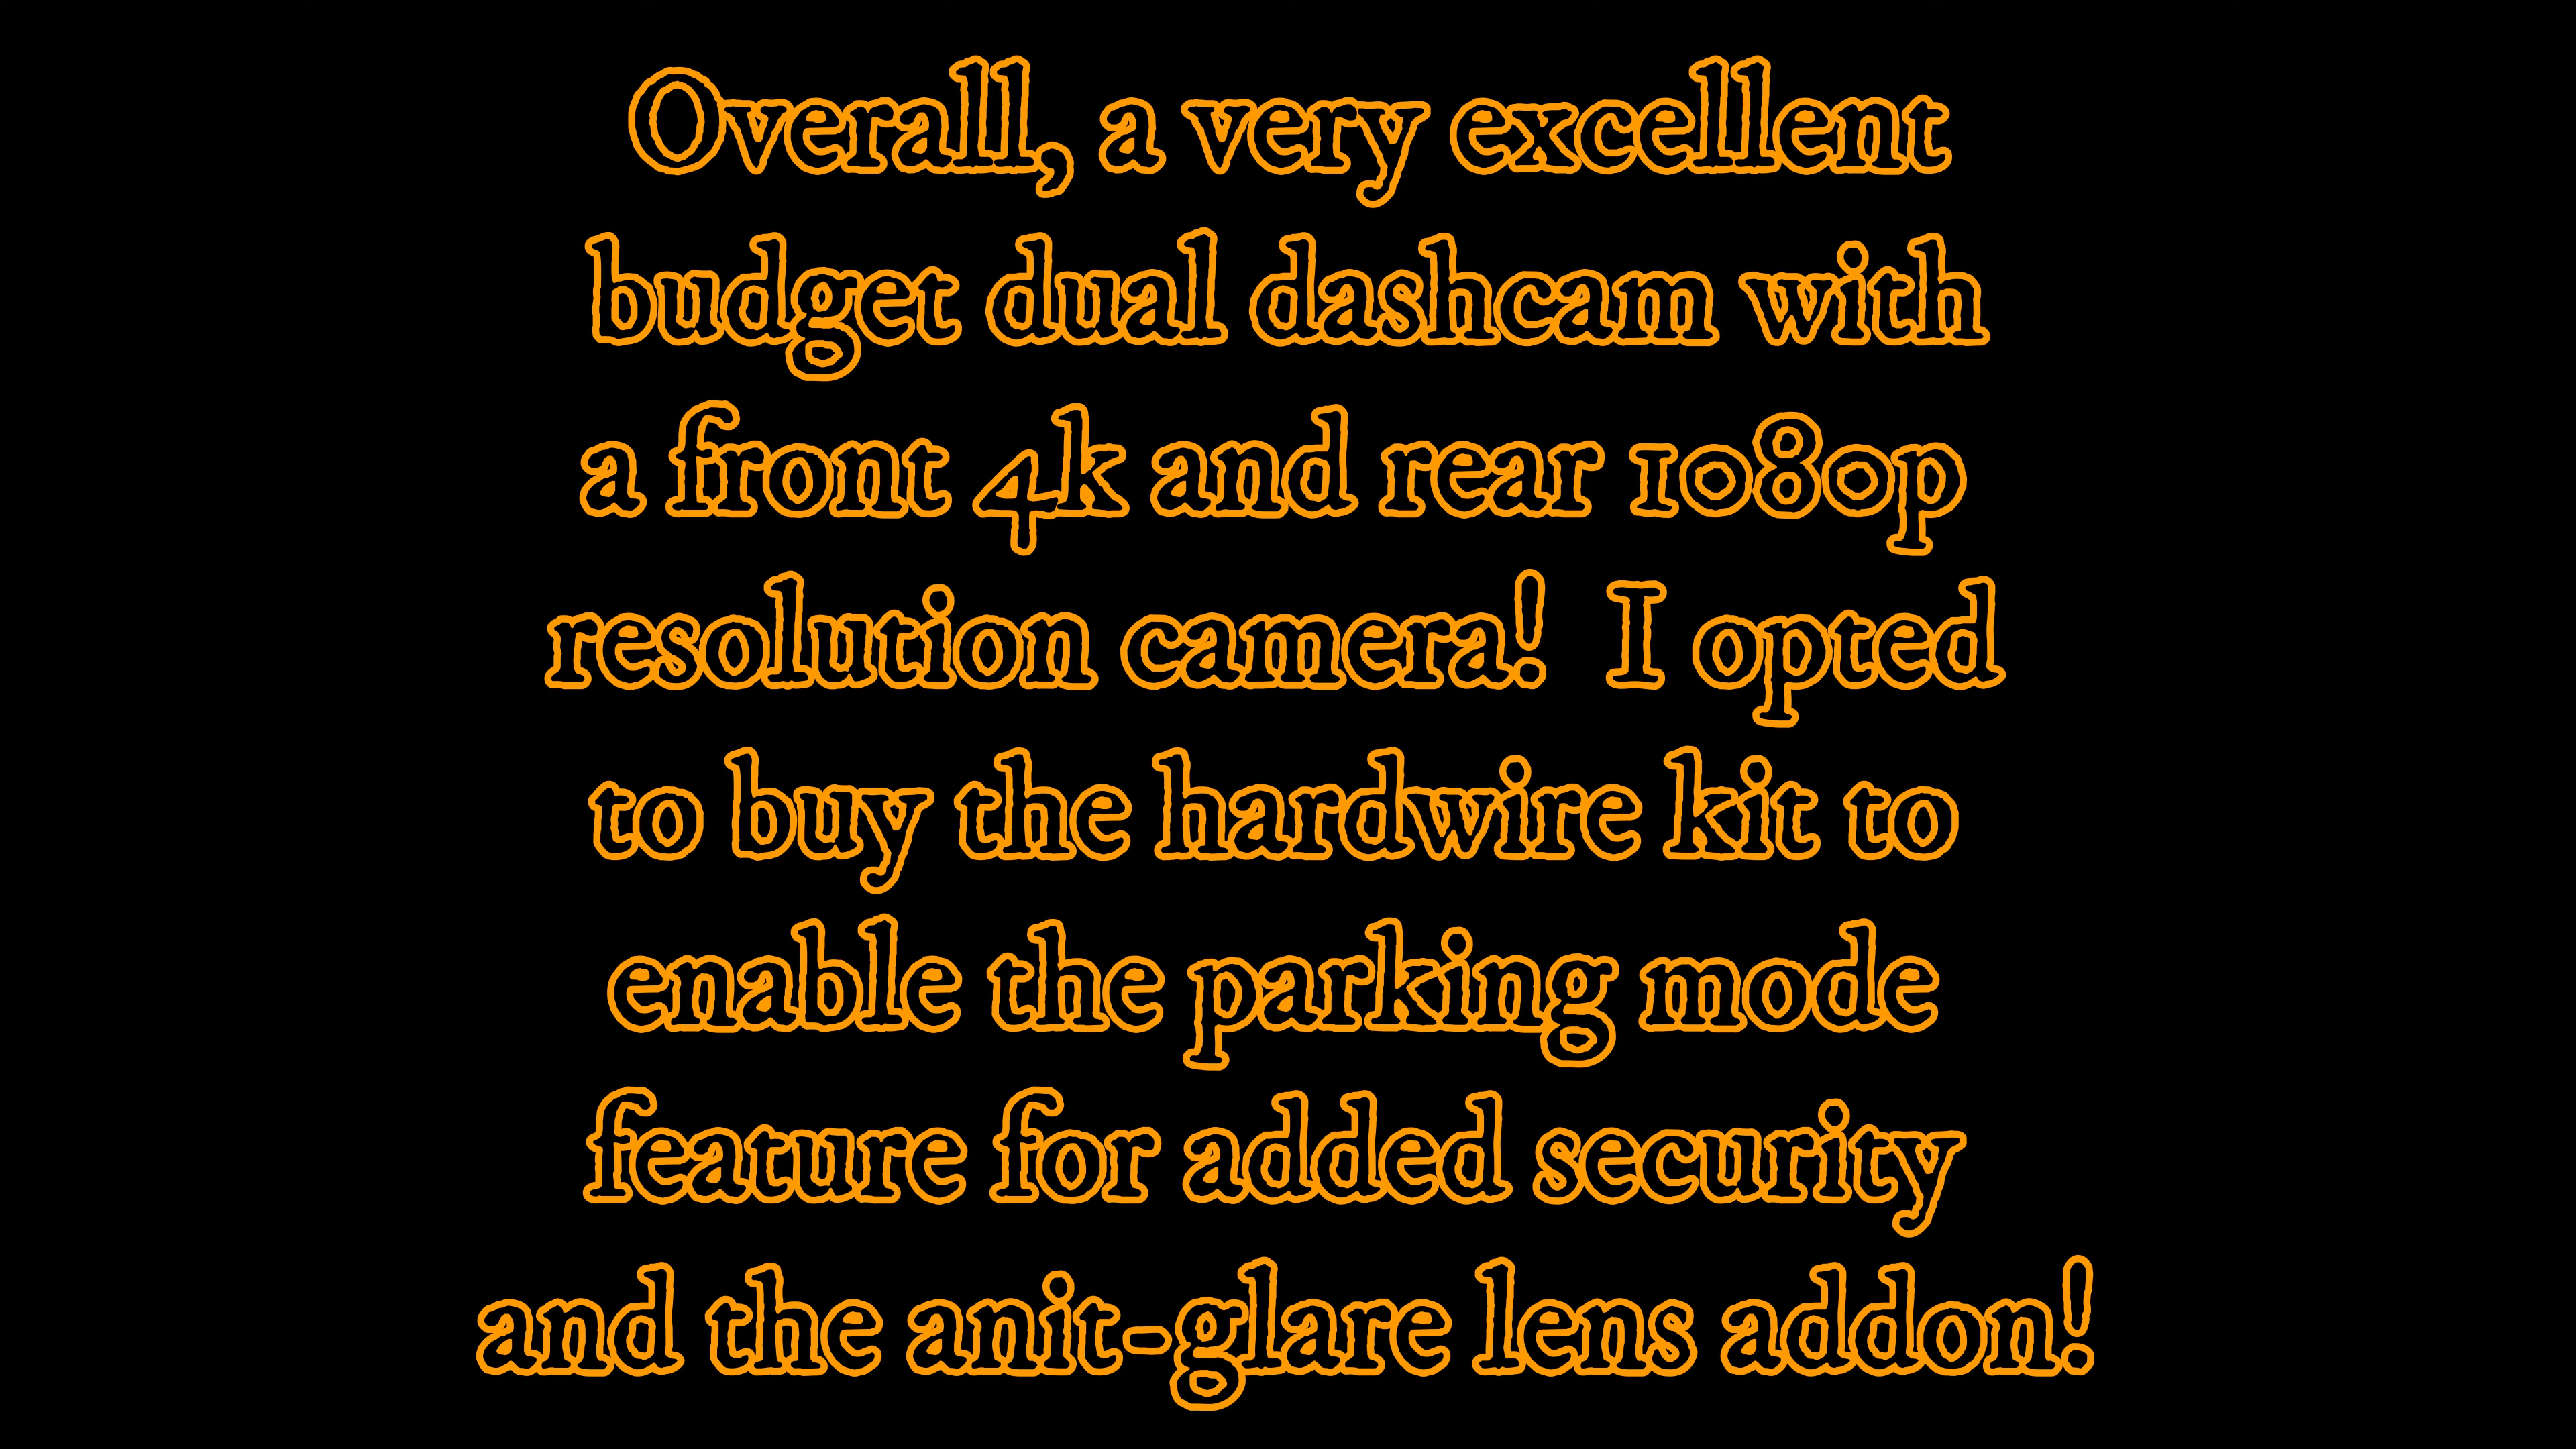 Overall, a very excellent
budget dual dashcam with
a front 4k and rear 1080p
resolution camera!  I opted
to buy the hardwire kit to
enable the parking mode
feature for added security
and the anit-glare lens addon!